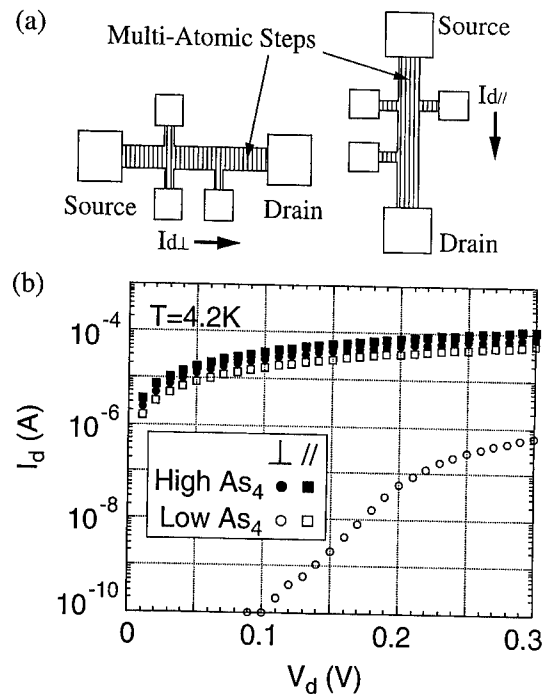 (a)
Multi-Atomic Steps
Source
Id//
Source
Drain
Id⊥
Drain
(b)
T=4.2K
10-4
10-6
10-8
10-10
Id (A)
⊥ //
High As4
Low As4
0
0.1
0.2
0.3
Vd (V)